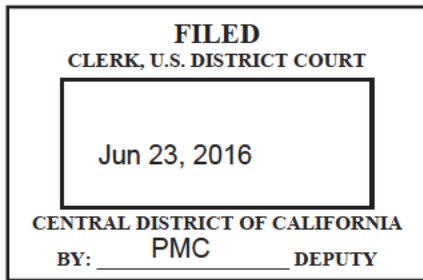 FILED
CLERK, U.S. DISTRICT COURT
Jun 23, 2016
CENTRAL DISTRICT OF CALIFORNIA
BY: PMC DEPUTY